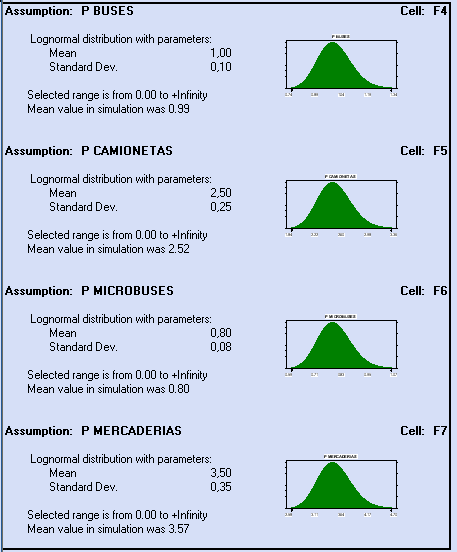 Assumption: P BUSES Cell: F4
Lognormal distribution with parameters:
Mean 1,00
Standard Dev. 0,10
Selected range is from 0.00 to +Infinity
Mean value in simulation was 0.99
P BUSES
Assumption: P CAMIONETAS Cell: F5
Lognormal distribution with parameters:
Mean 2,50
Standard Dev. 0,25
Selected range is from 0.00 to +Infinity
Mean value in simulation was 2.52
P CAMIONETAS
Assumption: P MICROBUSES Cell: F6
Lognormal distribution with parameters:
Mean 0,80
Standard Dev. 0,08
Selected range is from 0.00 to +Infinity
Mean value in simulation was 0.80
P MICROBUSES
Assumption: P MERCADERIAS Cell: F7
Lognormal distribution with parameters:
Mean 3,50
Standard Dev. 0,35
Selected range is from 0.00 to +Infinity
Mean value in simulation was 3.57
P MERCADERIAS